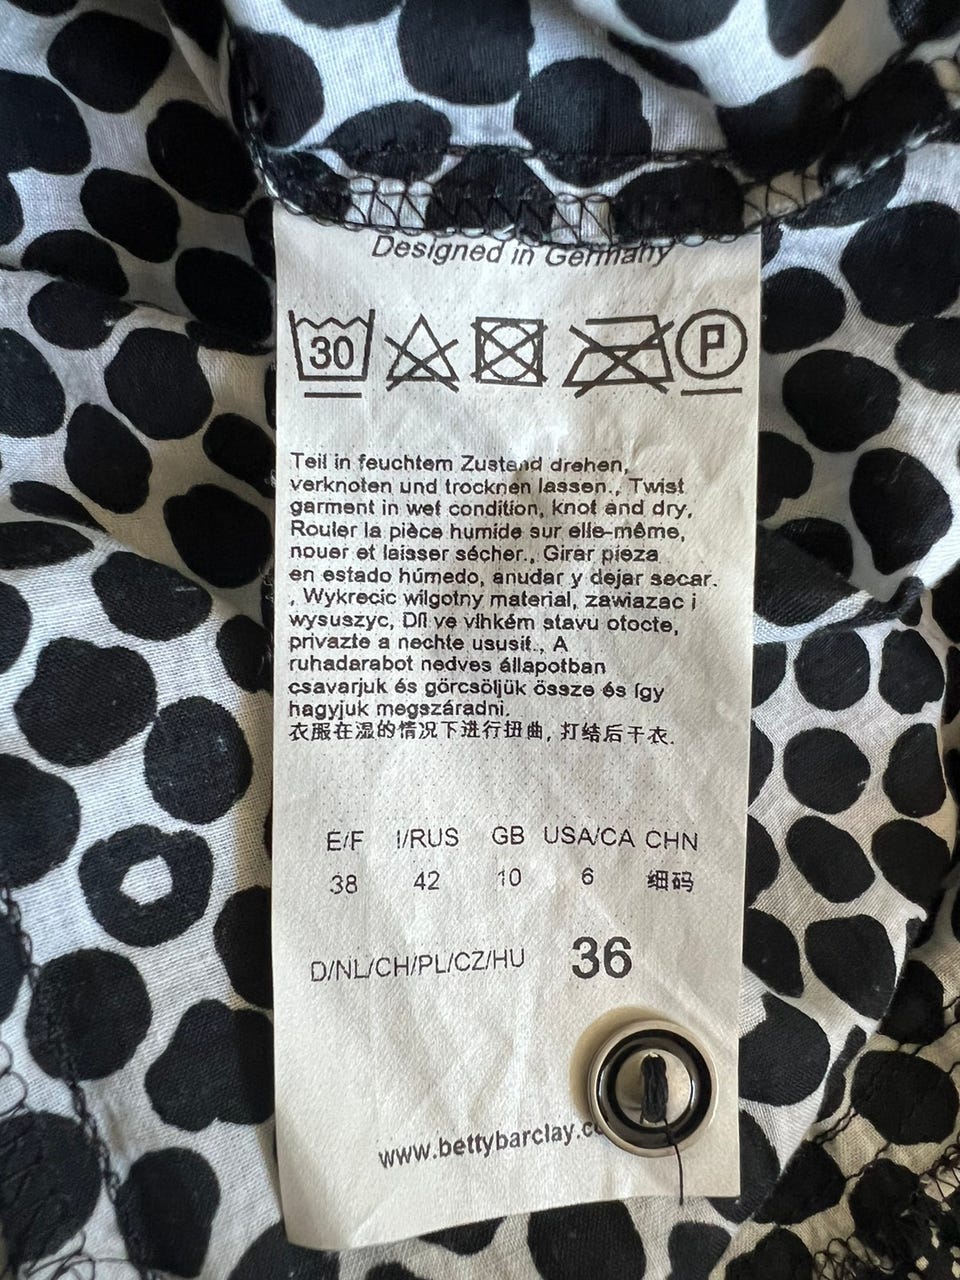 Designed in Germany
30
P
Teil in feuchtem Zustand drehen,
verknoten und trocknen lassen., Twist
garment in wet condition, knot and dry,
Rouler la pièce humide sur elle-même,
nouer et laisser sécher., Girar pieza
en estado húmedo, anudar y dejar secar.
, Wykrecic wilgotny material, zawiazac i
wysuszyc, Díl ve vlhkém stavu otocte,
privazte a nechte ususit., A
ruhadarabot nedves állapotban
csavarjuk és görcsöljük össze és így
hagyjuk megszáradni.
衣服在湿的情况下进行扭曲, 打结后干衣.
E/F I/RUS GB USA/CA CHN
38 42 10 6 细码
D/NL/CH/PL/CZ/HU 36
www.bettybarclay.c